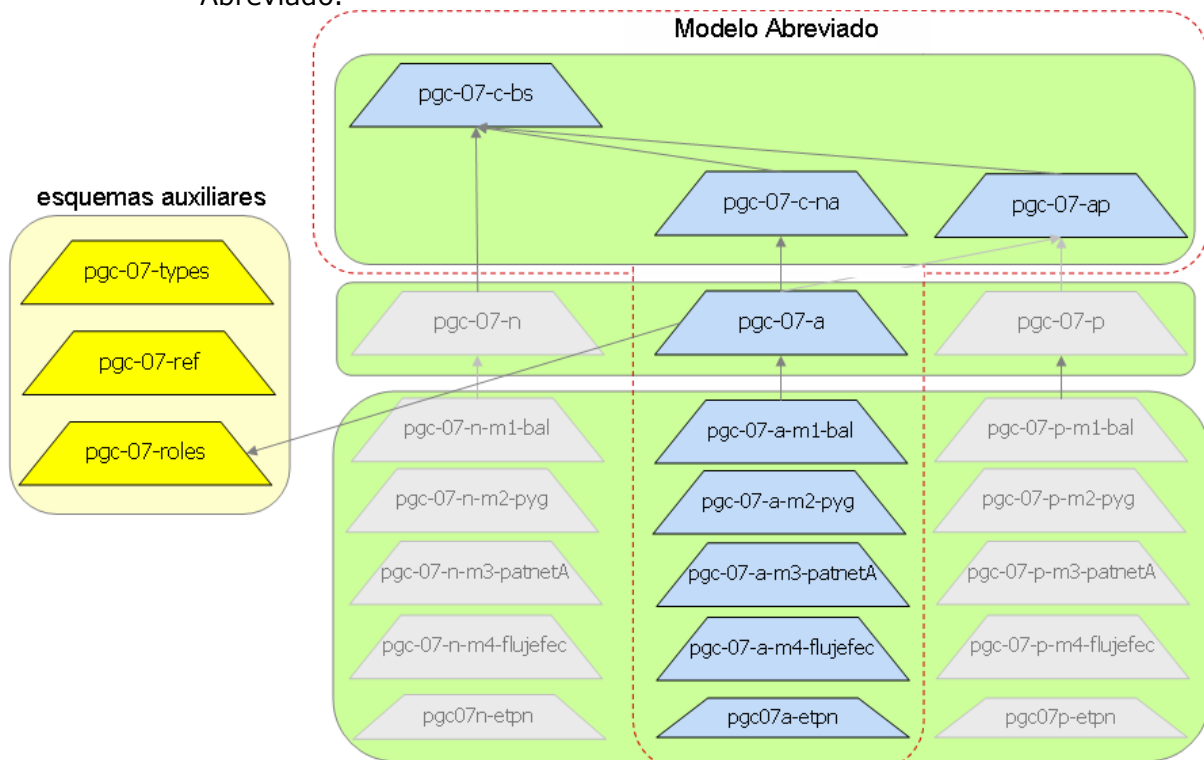 Abreviado.
Modelo Abreviado
pgc-07-c-bs
esquemas auxiliares
pgc-07-c-na
pgc-07-ap
pgc-07-types
pgc-07-n
pgc-07-a
pgc-07-p
pgc-07-ref
pgc-07-roles
pgc-07-n-m1-bal
pgc-07-a-m1-bal
pgc-07-p-m1-bal
pgc-07-n-m2-pyg
pgc-07-a-m2-pyg
pgc-07-p-m2-pyg
pgc-07-n-m3-patnetA
pgc-07-a-m3-patnetA
pgc-07-p-m3-patnetA
pgc-07-n-m4-flujefec
pgc-07-a-m4-flujefec
pgc-07-p-m4-flujefec
pgc07n-etpn
pgc07a-etpn
pgc07p-etpn